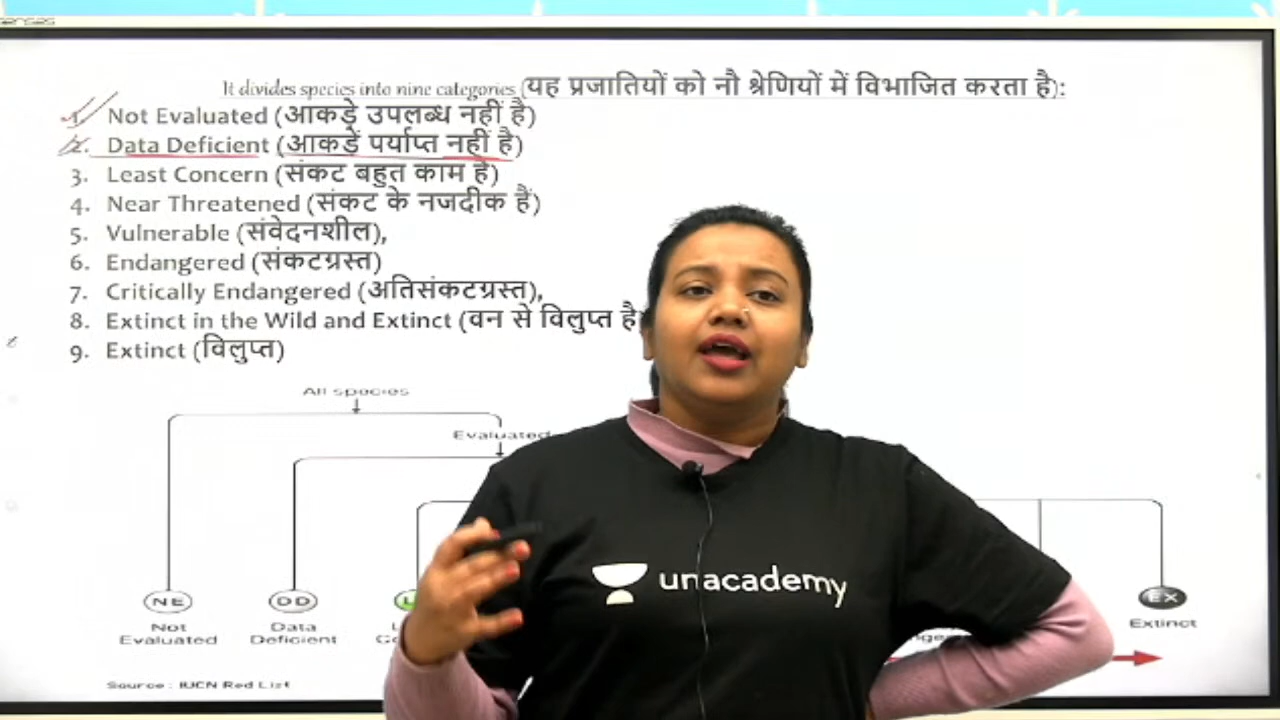 It divides species into nine categories (यह प्रजातियों को नौ श्रेणियों में विभाजित करता है):
1. Not Evaluated (आकड़े उपलब्ध नहीं है)
2. Data Deficient (आकडें पर्याप्त नहीं है)
3. Least Concern (संकट बहुत काम है)
4. Near Threatened (संकट के नजदीक हैं)
5. Vulnerable (संवेदनशील),
6. Endangered (संकटग्रस्त)
7. Critically Endangered (अतिसंकटग्रस्त),
8. Extinct in the Wild and Extinct (वन से विलुप्त है
9. Extinct (विलुप्त)
All species
Evaluated
unacademy
NE
DD
L
EX
Not Evaluated
Data Deficient
Extinct
Source : IUCN Red List